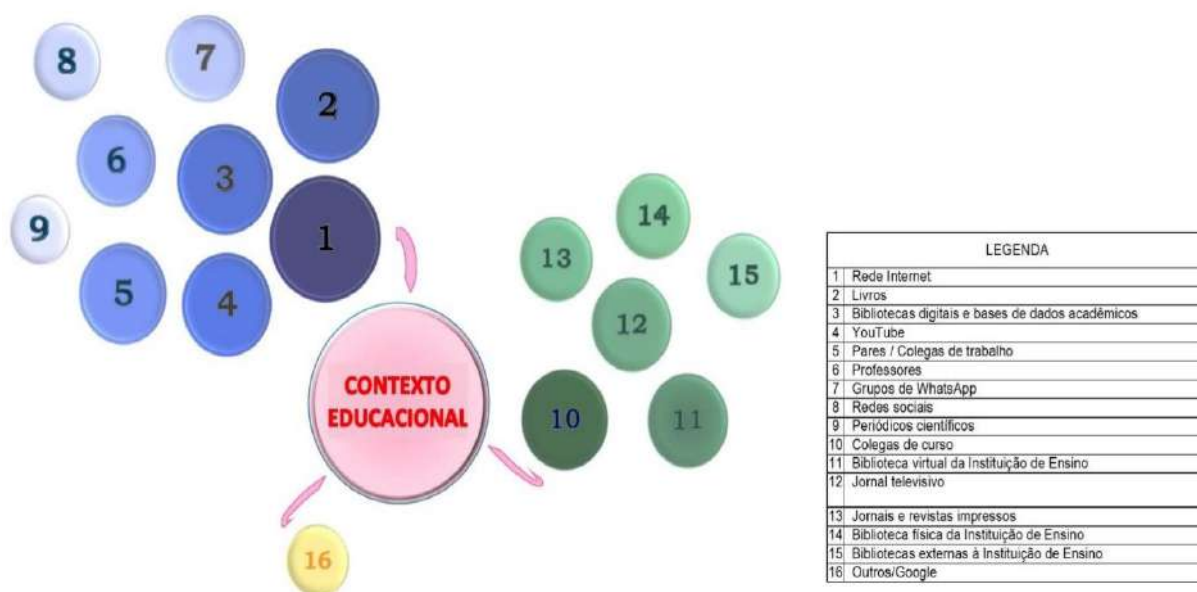 8
7
2
6
3
1
9
5
4
14
13
15
12
10
11
CONTEXTO
EDUCACIONAL
16
LEGENDA
1 Rede Internet
2 Livros
3 Bibliotecas digitais e bases de dados acadêmicos
4 YouTube
5 Pares / Colegas de trabalho
6 Professores
7 Grupos de WhatsApp
8 Redes sociais
9 Periódicos científicos
10 Colegas de curso
11 Biblioteca virtual da Instituição de Ensino
12 Jornal televisivo
13 Jornais e revistas impressos
14 Biblioteca física da Instituição de Ensino
15 Bibliotecas externas à Instituição de Ensino
16 Outros/Google